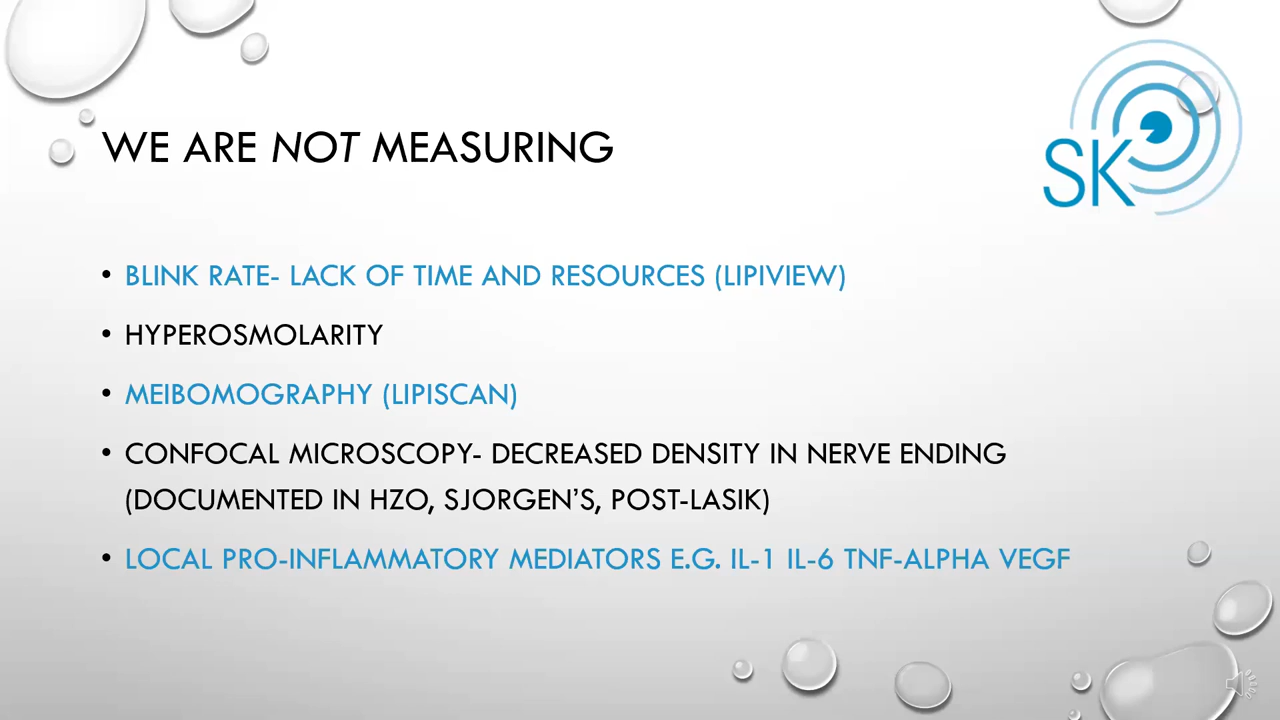 SK
WE ARE NOT MEASURING
• BLINK RATE- LACK OF TIME AND RESOURCES (LIPIVIEW)
• HYPEROSMOLARITY
• MEIBOMOGRAPHY (LIPISCAN)
• CONFOCAL MICROSCOPY- DECREASED DENSITY IN NERVE ENDING
(DOCUMENTED IN HZO, SJORGEN’S, POST-LASIK)
• LOCAL PRO-INFLAMMATORY MEDIATORS E.G. IL-1 IL-6 TNF-ALPHA VEGF